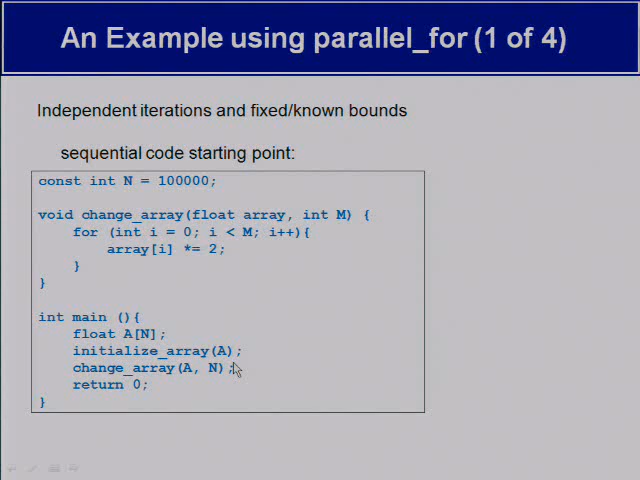 An Example using parallel_for (1 of 4)
Independent iterations and fixed/known bounds
sequential code starting point:
const int N = 100000;
void change_array(float array, int M) {
for (int i = 0; i < M; i++){
array[i] *= 2;
}
}
int main (){
float A[N];
initialize_array(A);
change_array(A, N);
return 0;
}